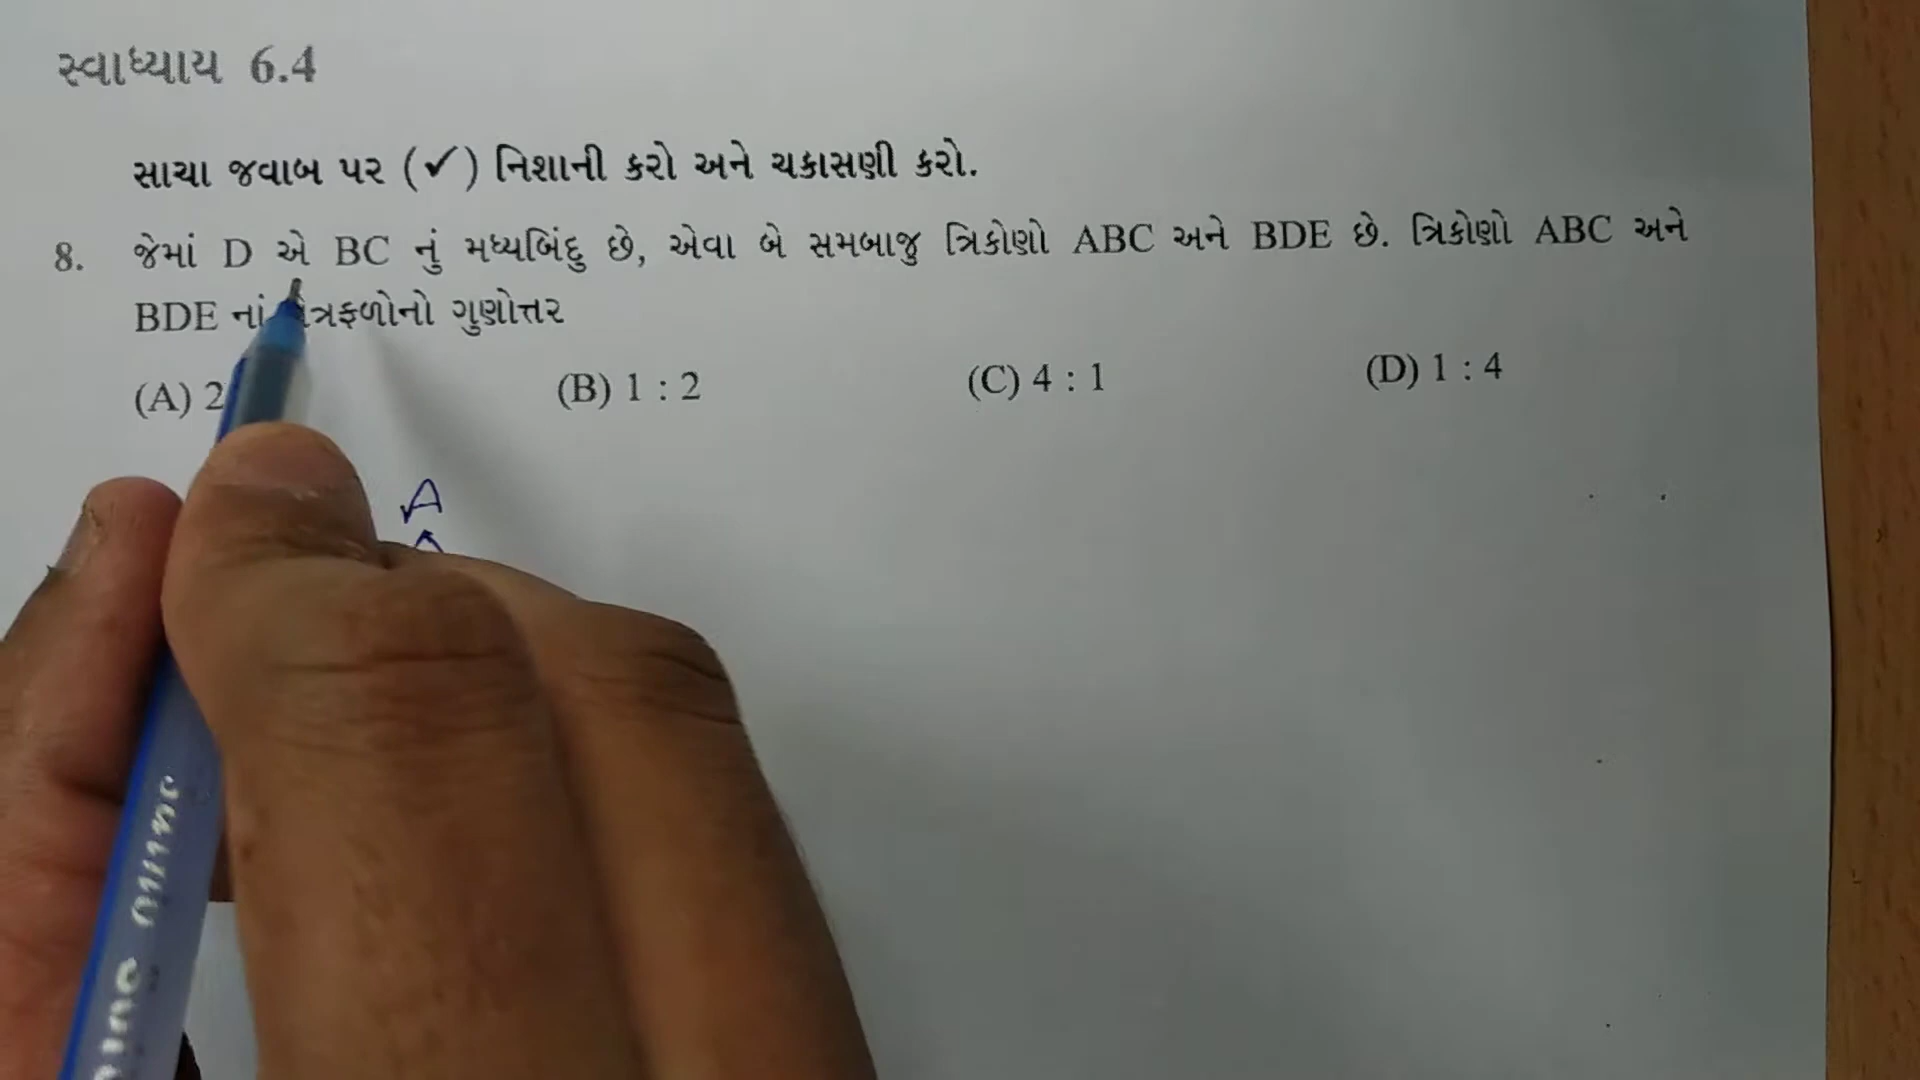 સ્વાધ્યાય 6.4
સાચા જવાબ પર (✓) નિશાની કરો અને ચકાસણી કરો.
8. જેમાં D એ BC નું મધ્યબિંદુ છે, એવા બે સમબાજુ ત્રિકોણો ABC અને BDE છે. ત્રિકોણો ABC અને
BDE નાં ગુણોત્તર
(A) 2 (B) 1 : 2 (C) 4 : 1 (D) 1 : 4
A